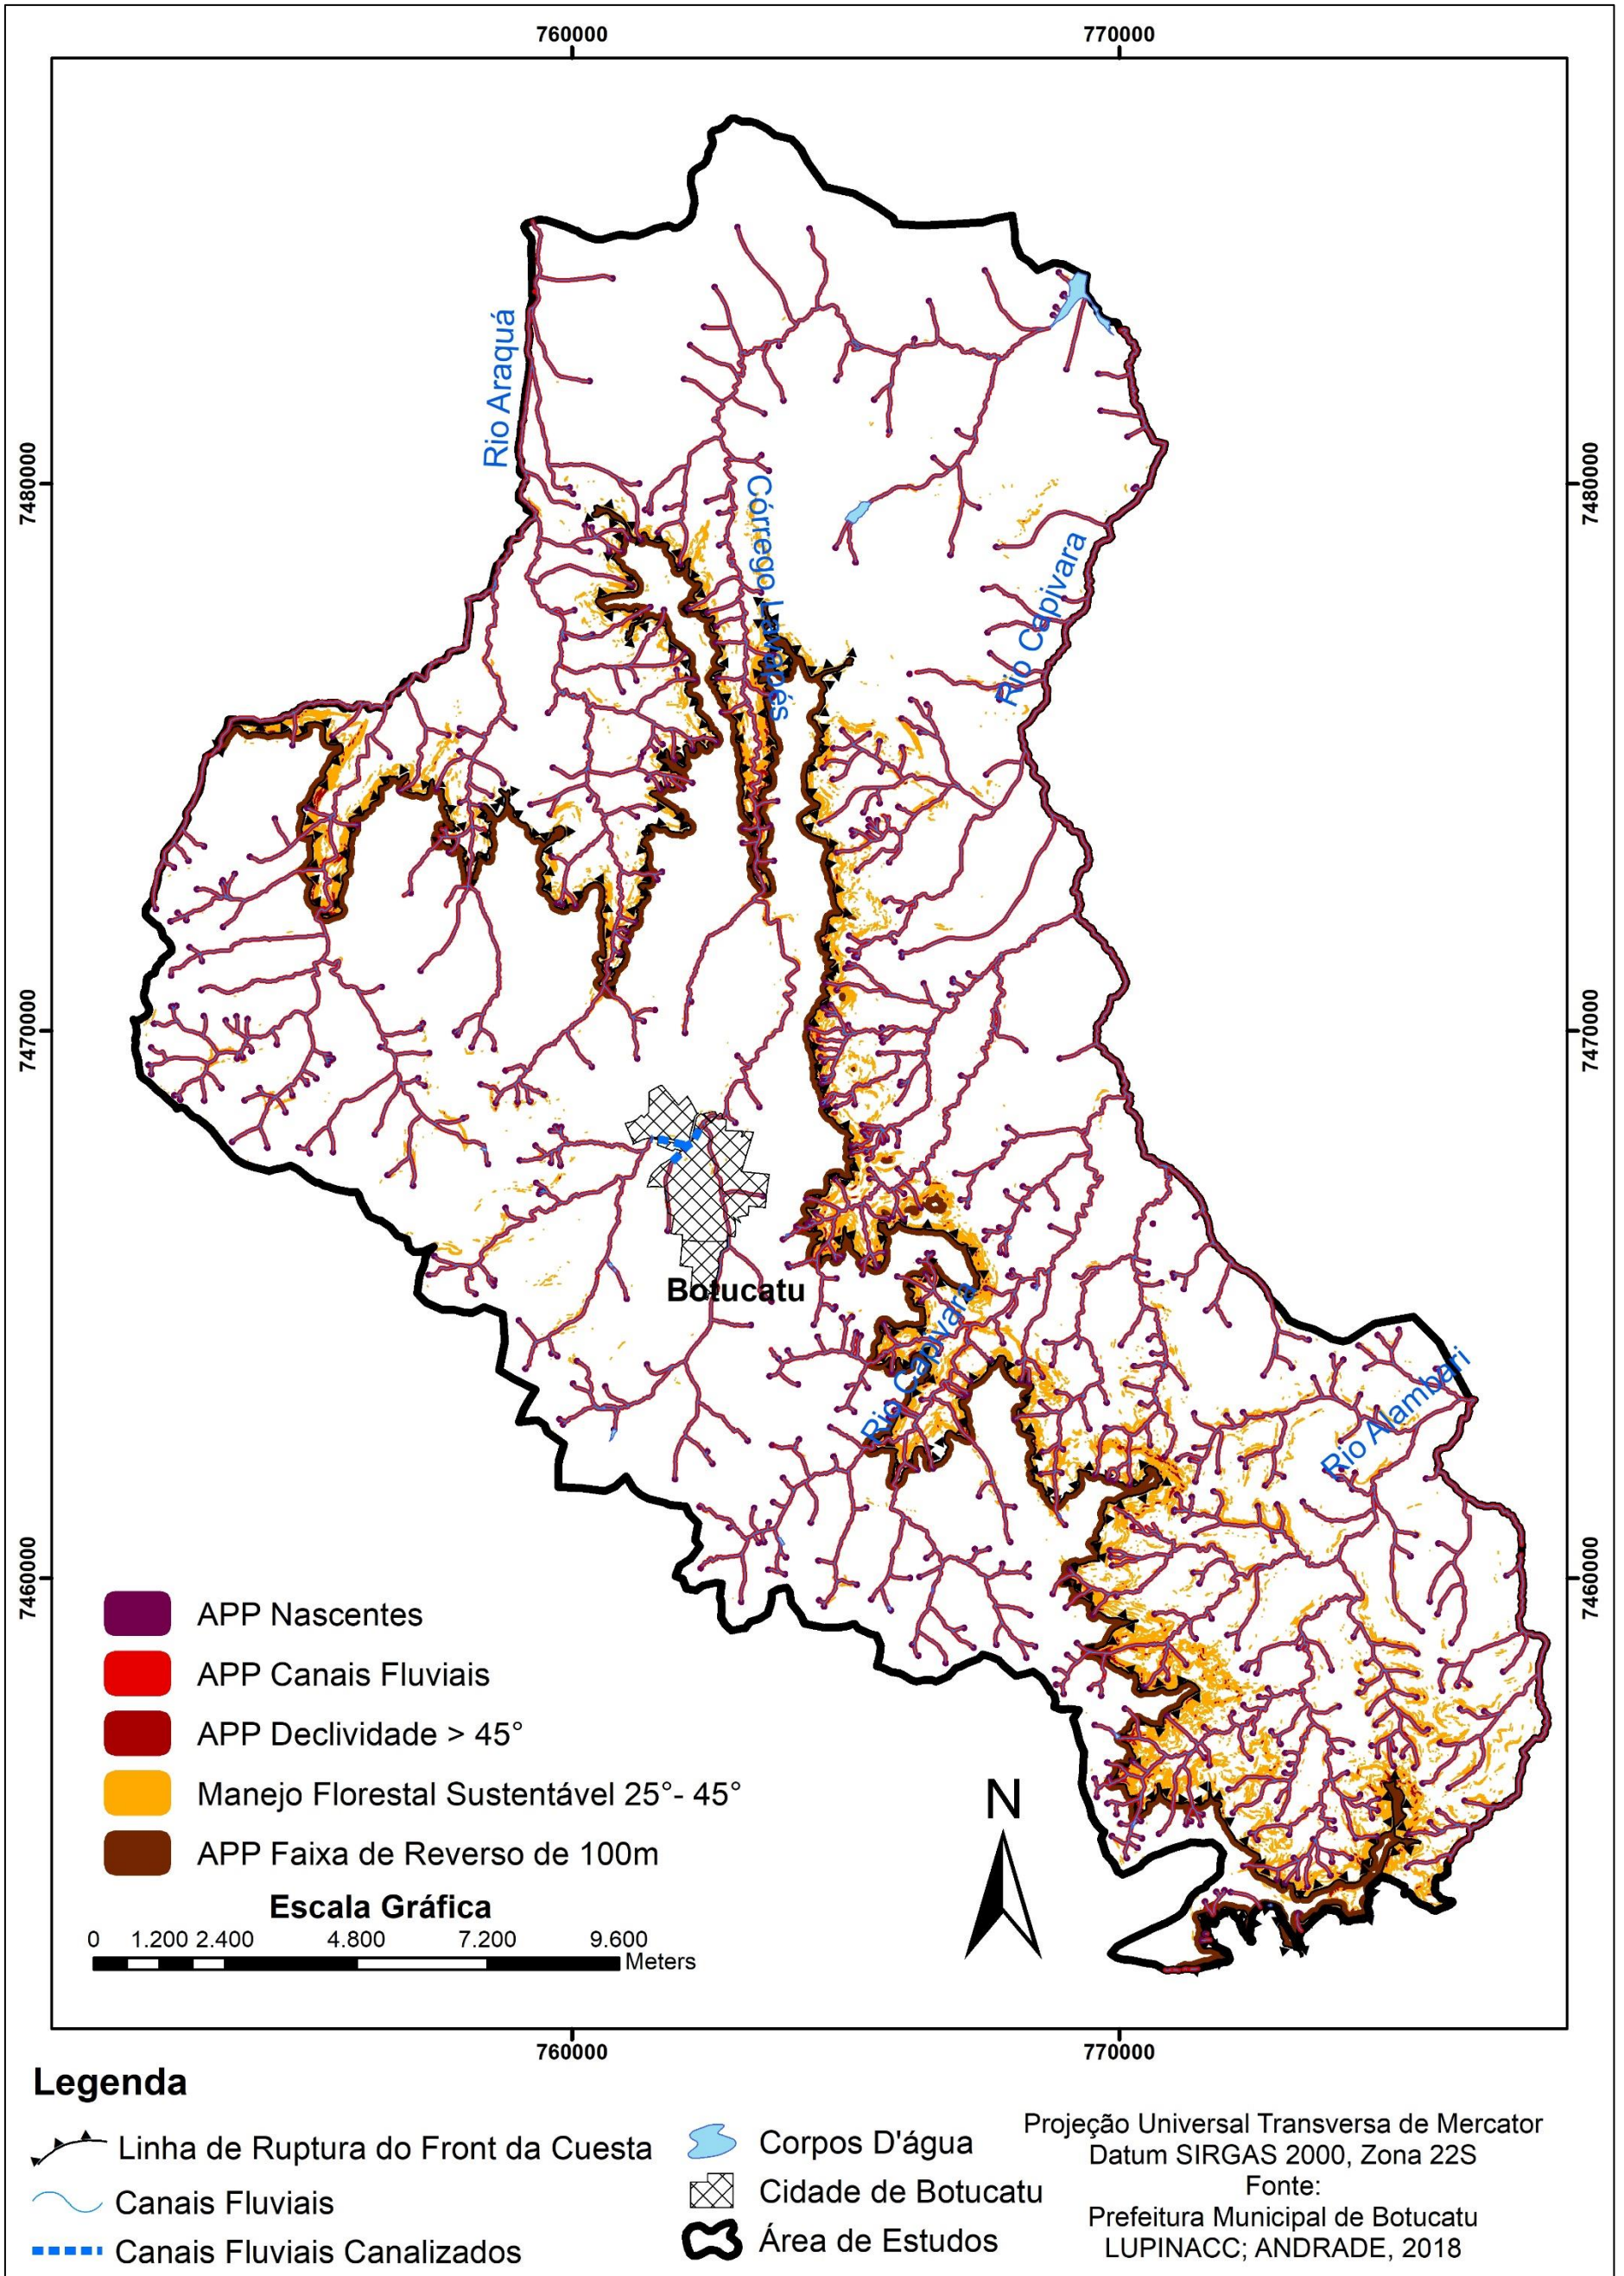 760000
770000
Rio Araquá
7480000
7480000
Córrego Lavapés
Rio Capivara
7470000
7470000
Botucatu
Rio Capivara
Rio Alambari
7460000
7460000
APP Nascentes
APP Canais Fluviais
APP Declividade > 45°
Manejo Florestal Sustentável 25°- 45°
APP Faixa de Reverso de 100m
N
Escala Gráfica
0 1.200 2.400 4.800 7.200 9.600
Meters
760000
770000
Legenda
Linha de Ruptura do Front da Cuesta
Canais Fluviais
Canais Fluviais Canalizados
Corpos D'água
Cidade de Botucatu
Área de Estudos
Projeção Universal Transversa de Mercator
Datum SIRGAS 2000, Zona 22S
Fonte:
Prefeitura Municipal de Botucatu
LUPINACC; ANDRADE, 2018